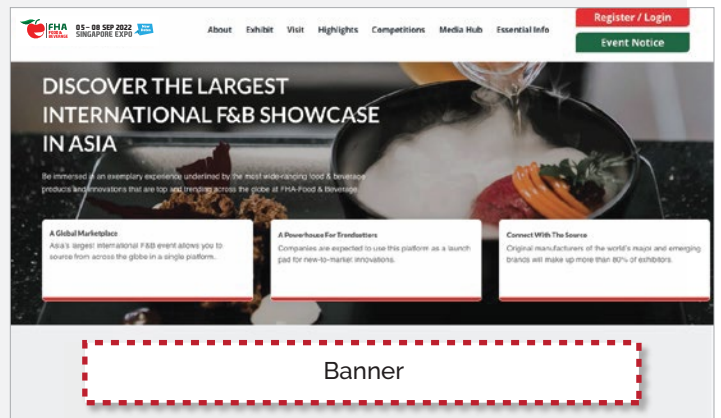 FHA
FOOD &
BEVERAGE
05 – 08 SEP 2022
SINGAPORE EXPO
About Exhibit Visit Highlights Competitions Media Hub Essential Info
Register / Login
Event Notice
DISCOVER THE LARGEST
INTERNATIONAL F&B SHOWCASE
IN ASIA
Be immersed in an exemplary experience underlined by the most wide-ranging food & beverage
products and innovations that are top and trending across the globe at FHA-Food & Beverage.
A Global Marketplace
Asia's largest international F&B event allows you to
source from across the globe in a single platform.
A Powerhouse For Trendsetters
Companies are expected to use this platform as a launch
pad for new-to-market innovations.
Connect With The Source
Original manufacturers of the world's major and emerging
brands will make up more than 80% of exhibitors.
Banner